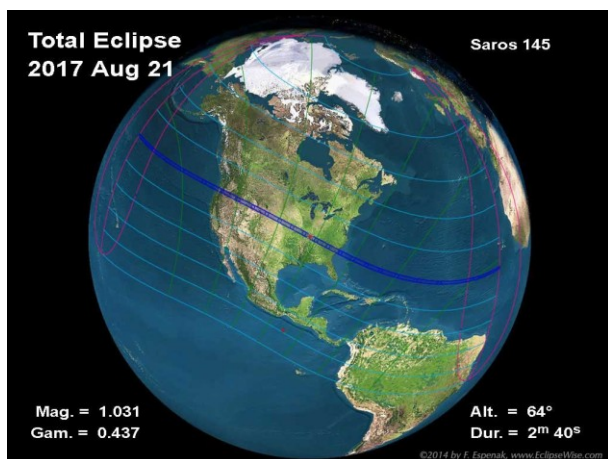 Total Eclipse
2017 Aug 21
Saros 145
Mag. = 1.031
Gam. = 0.437
Alt. = 64°
Dur. = 2ᵐ 40ˢ
©2014 by F. Espenak, www.EclipseWise.com